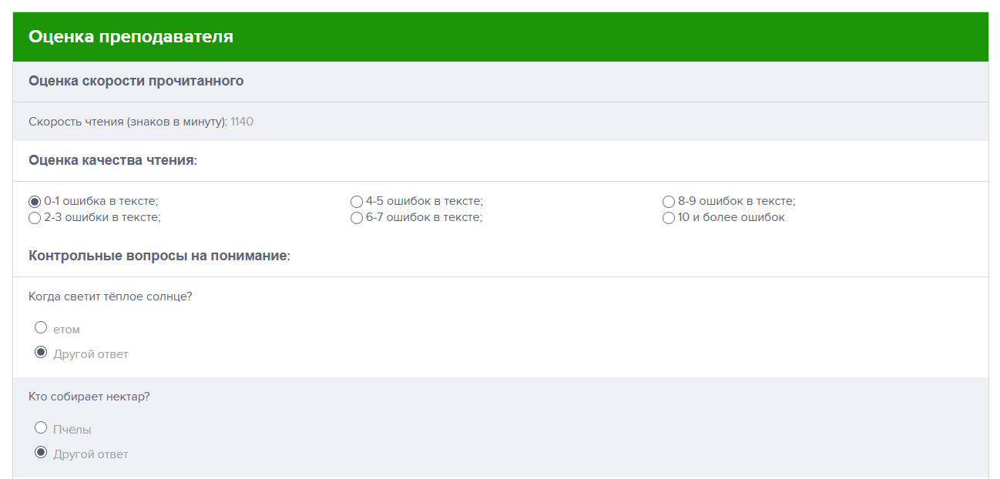 Оценка преподавателя
Оценка скорости прочитанного
Скорость чтения (знаков в минуту): 1140
Оценка качества чтения:
0-1 ошибка в тексте; 4-5 ошибок в тексте; 8-9 ошибок в тексте;
2-3 ошибки в тексте; 6-7 ошибок в тексте; 10 и более ошибок
Контрольные вопросы на понимание:
Когда светит тёплое солнце?
етом
Другой ответ
Кто собирает нектар?
Пчёлы
Другой ответ